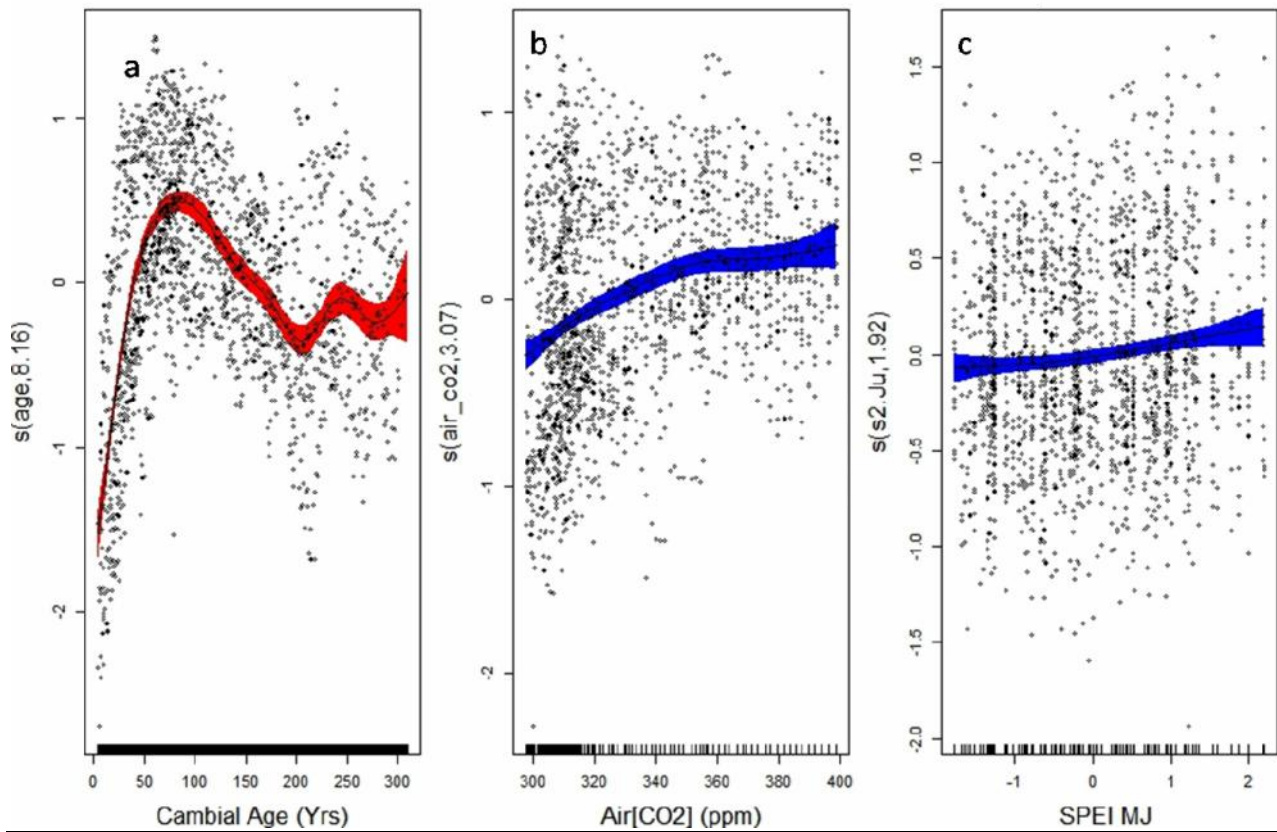 a
s(age,8.16)
1
0
-1
-2
0 50 100 150 200 250 300
Cambial Age (Yrs)
b
s(air_co2,3.07)
1
0
-1
-2
300 320 340 360 380 400
Air[CO2] (ppm)
c
s(s2.Ju,1.92)
1.5
1.0
0.5
0.0
-0.5
-1.0
-1.5
-2.0
-1 0 1 2
SPEI MJ